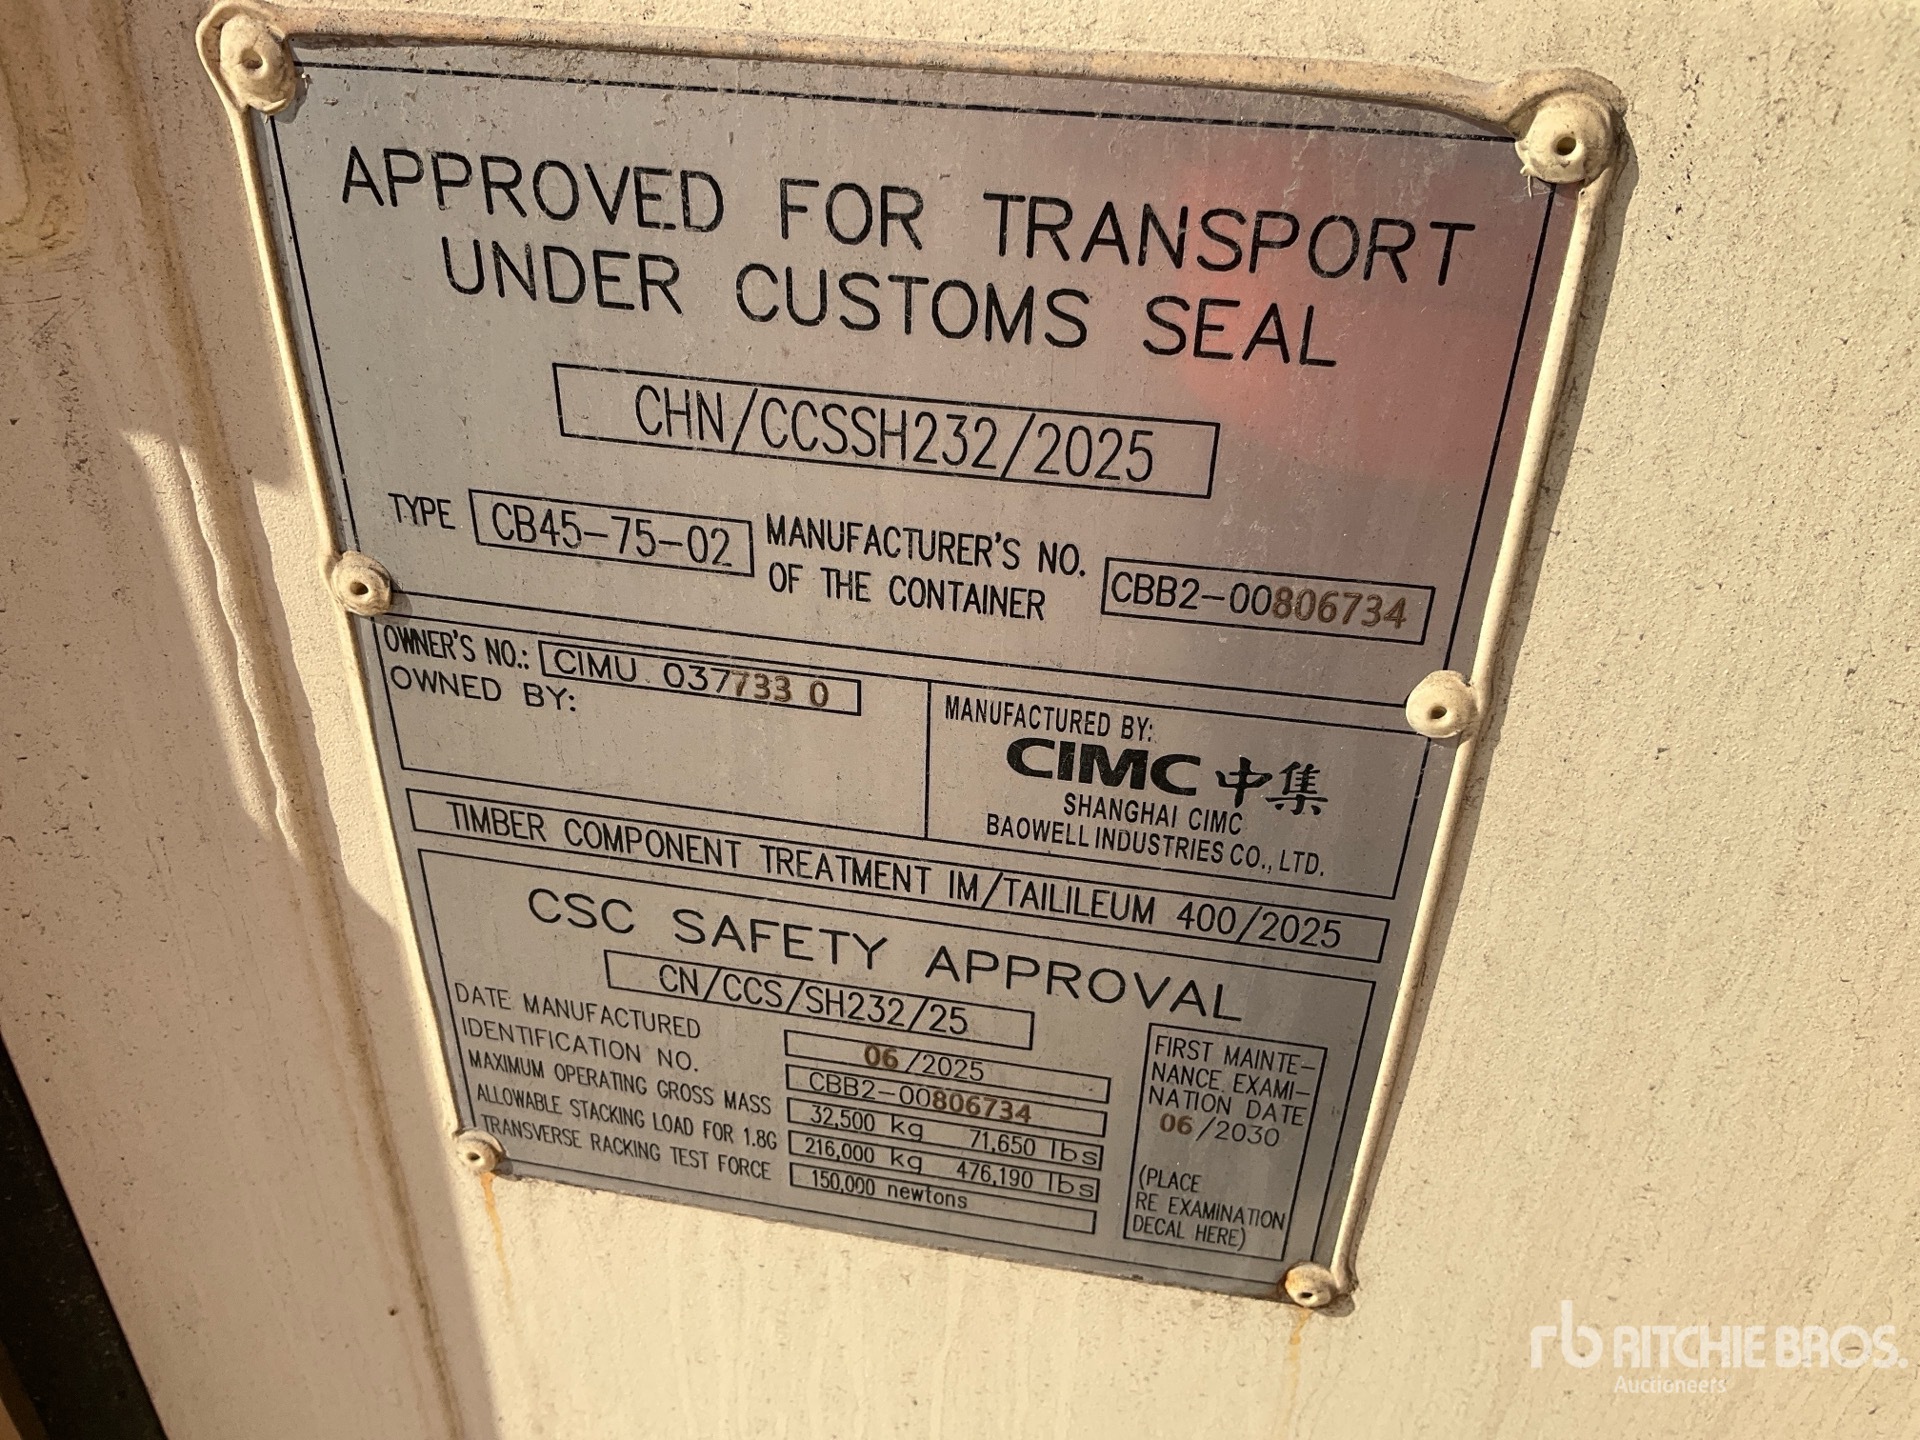 APPROVED FOR TRANSPORT
UNDER CUSTOMS SEAL
CHN/CCSSH232/2025
TYPE CB45-75-02 MANUFACTURER'S NO. OF THE CONTAINER CBB2-00806734
OWNER'S NO.: CIMU 037733 0
OWNED BY:
MANUFACTURED BY:
CIMC 中集
SHANGHAI CIMC
BAOWELL INDUSTRIES CO., LTD.
TIMBER COMPONENT TREATMENT IM/TAILILEUM 400/2025
CSC SAFETY APPROVAL
CN/CCS/SH232/25
DATE MANUFACTURED 06/2025
IDENTIFICATION NO. CBB2-00806734
MAXIMUM OPERATING GROSS MASS 32,500 kg 71,650 lbs
ALLOWABLE STACKING LOAD FOR 1.8G 216,000 kg 476,190 lbs
TRANSVERSE RACKING TEST FORCE 150,000 newtons
FIRST MAINTE-
NANCE EXAMI-
NATION DATE
06/2030
(PLACE
RE EXAMINATION
DECAL HERE)
rb RITCHIE BROS.
Auctioneers